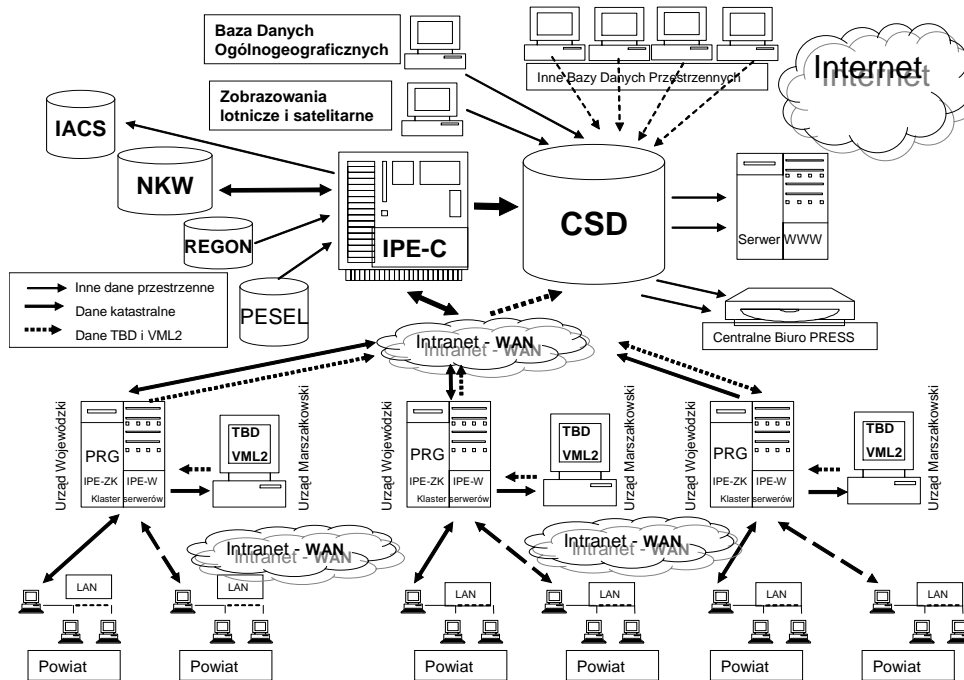 Baza Danych
Ogólnogeograficznych
Inne Bazy Danych Przestrzennych
Internet
Zobrazowania
lotnicze i satelitarne
IACS
NKW
REGON
PESEL
IPE-C
CSD
Serwer WWW
Inne dane przestrzenne
Dane katastralne
Dane TBD i VML2
Centralne Biuro PRESS
Intranet - WAN
Urząd Wojewódzki
PRG
IPE-ZK IPE-W
Klaster serwerów
TBD
VML2
Urząd Marszałkowski
Urząd Wojewódzki
PRG
IPE-ZK IPE-W
Klaster serwerów
TBD
VML2
Urząd Marszałkowski
Urząd Wojewódzki
PRG
IPE-ZK IPE-W
Klaster serwerów
TBD
VML2
Urząd Marszałkowski
Intranet - WAN
Intranet - WAN
LAN
LAN
LAN
LAN
LAN
LAN
Powiat
Powiat
Powiat
Powiat
Powiat
Powiat